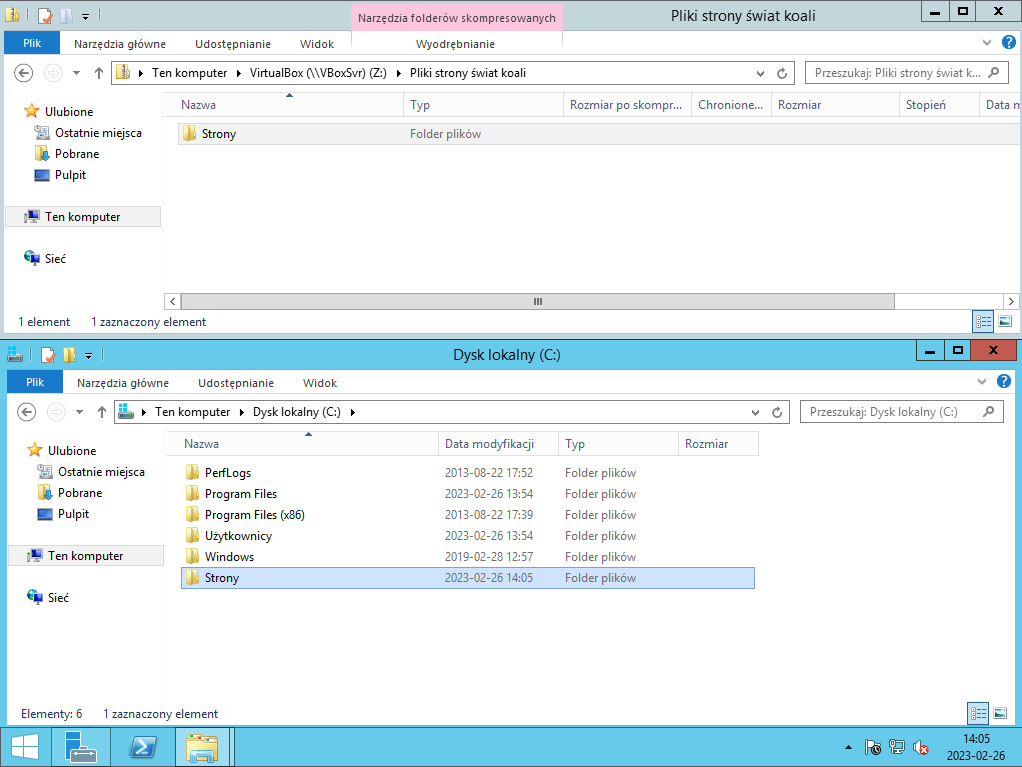 Narzędzia folderów skompresowanych
Pliki strony świat koali
Plik Narzędzia główne Udostępnianie Widok Wyodrębnianie
Ten komputer VirtualBox (\\VBoxSvr) (Z:) Pliki strony świat koali
Przeszukaj: Pliki strony świat k...
Ulubione
Ostatnie miejsca
Pobrane
Pulpit
Ten komputer
Sieć
Nazwa Typ Rozmiar po skompr... Chronione... Rozmiar Stopień Data m
Strony Folder plików
1 element 1 zaznaczony element
Dysk lokalny (C:)
Plik Narzędzia główne Udostępnianie Widok
Ten komputer Dysk lokalny (C:)
Przeszukaj: Dysk lokalny (C:)
Ulubione
Ostatnie miejsca
Pobrane
Pulpit
Ten komputer
Sieć
Nazwa Data modyfikacji Typ Rozmiar
PerfLogs 2013-08-22 17:52 Folder plików
Program Files 2023-02-26 13:54 Folder plików
Program Files (x86) 2013-08-22 17:39 Folder plików
Użytkownicy 2023-02-26 13:54 Folder plików
Windows 2019-02-28 12:57 Folder plików
Strony 2023-02-26 14:05 Folder plików
Elementy: 6 1 zaznaczony element
14:05
2023-02-26